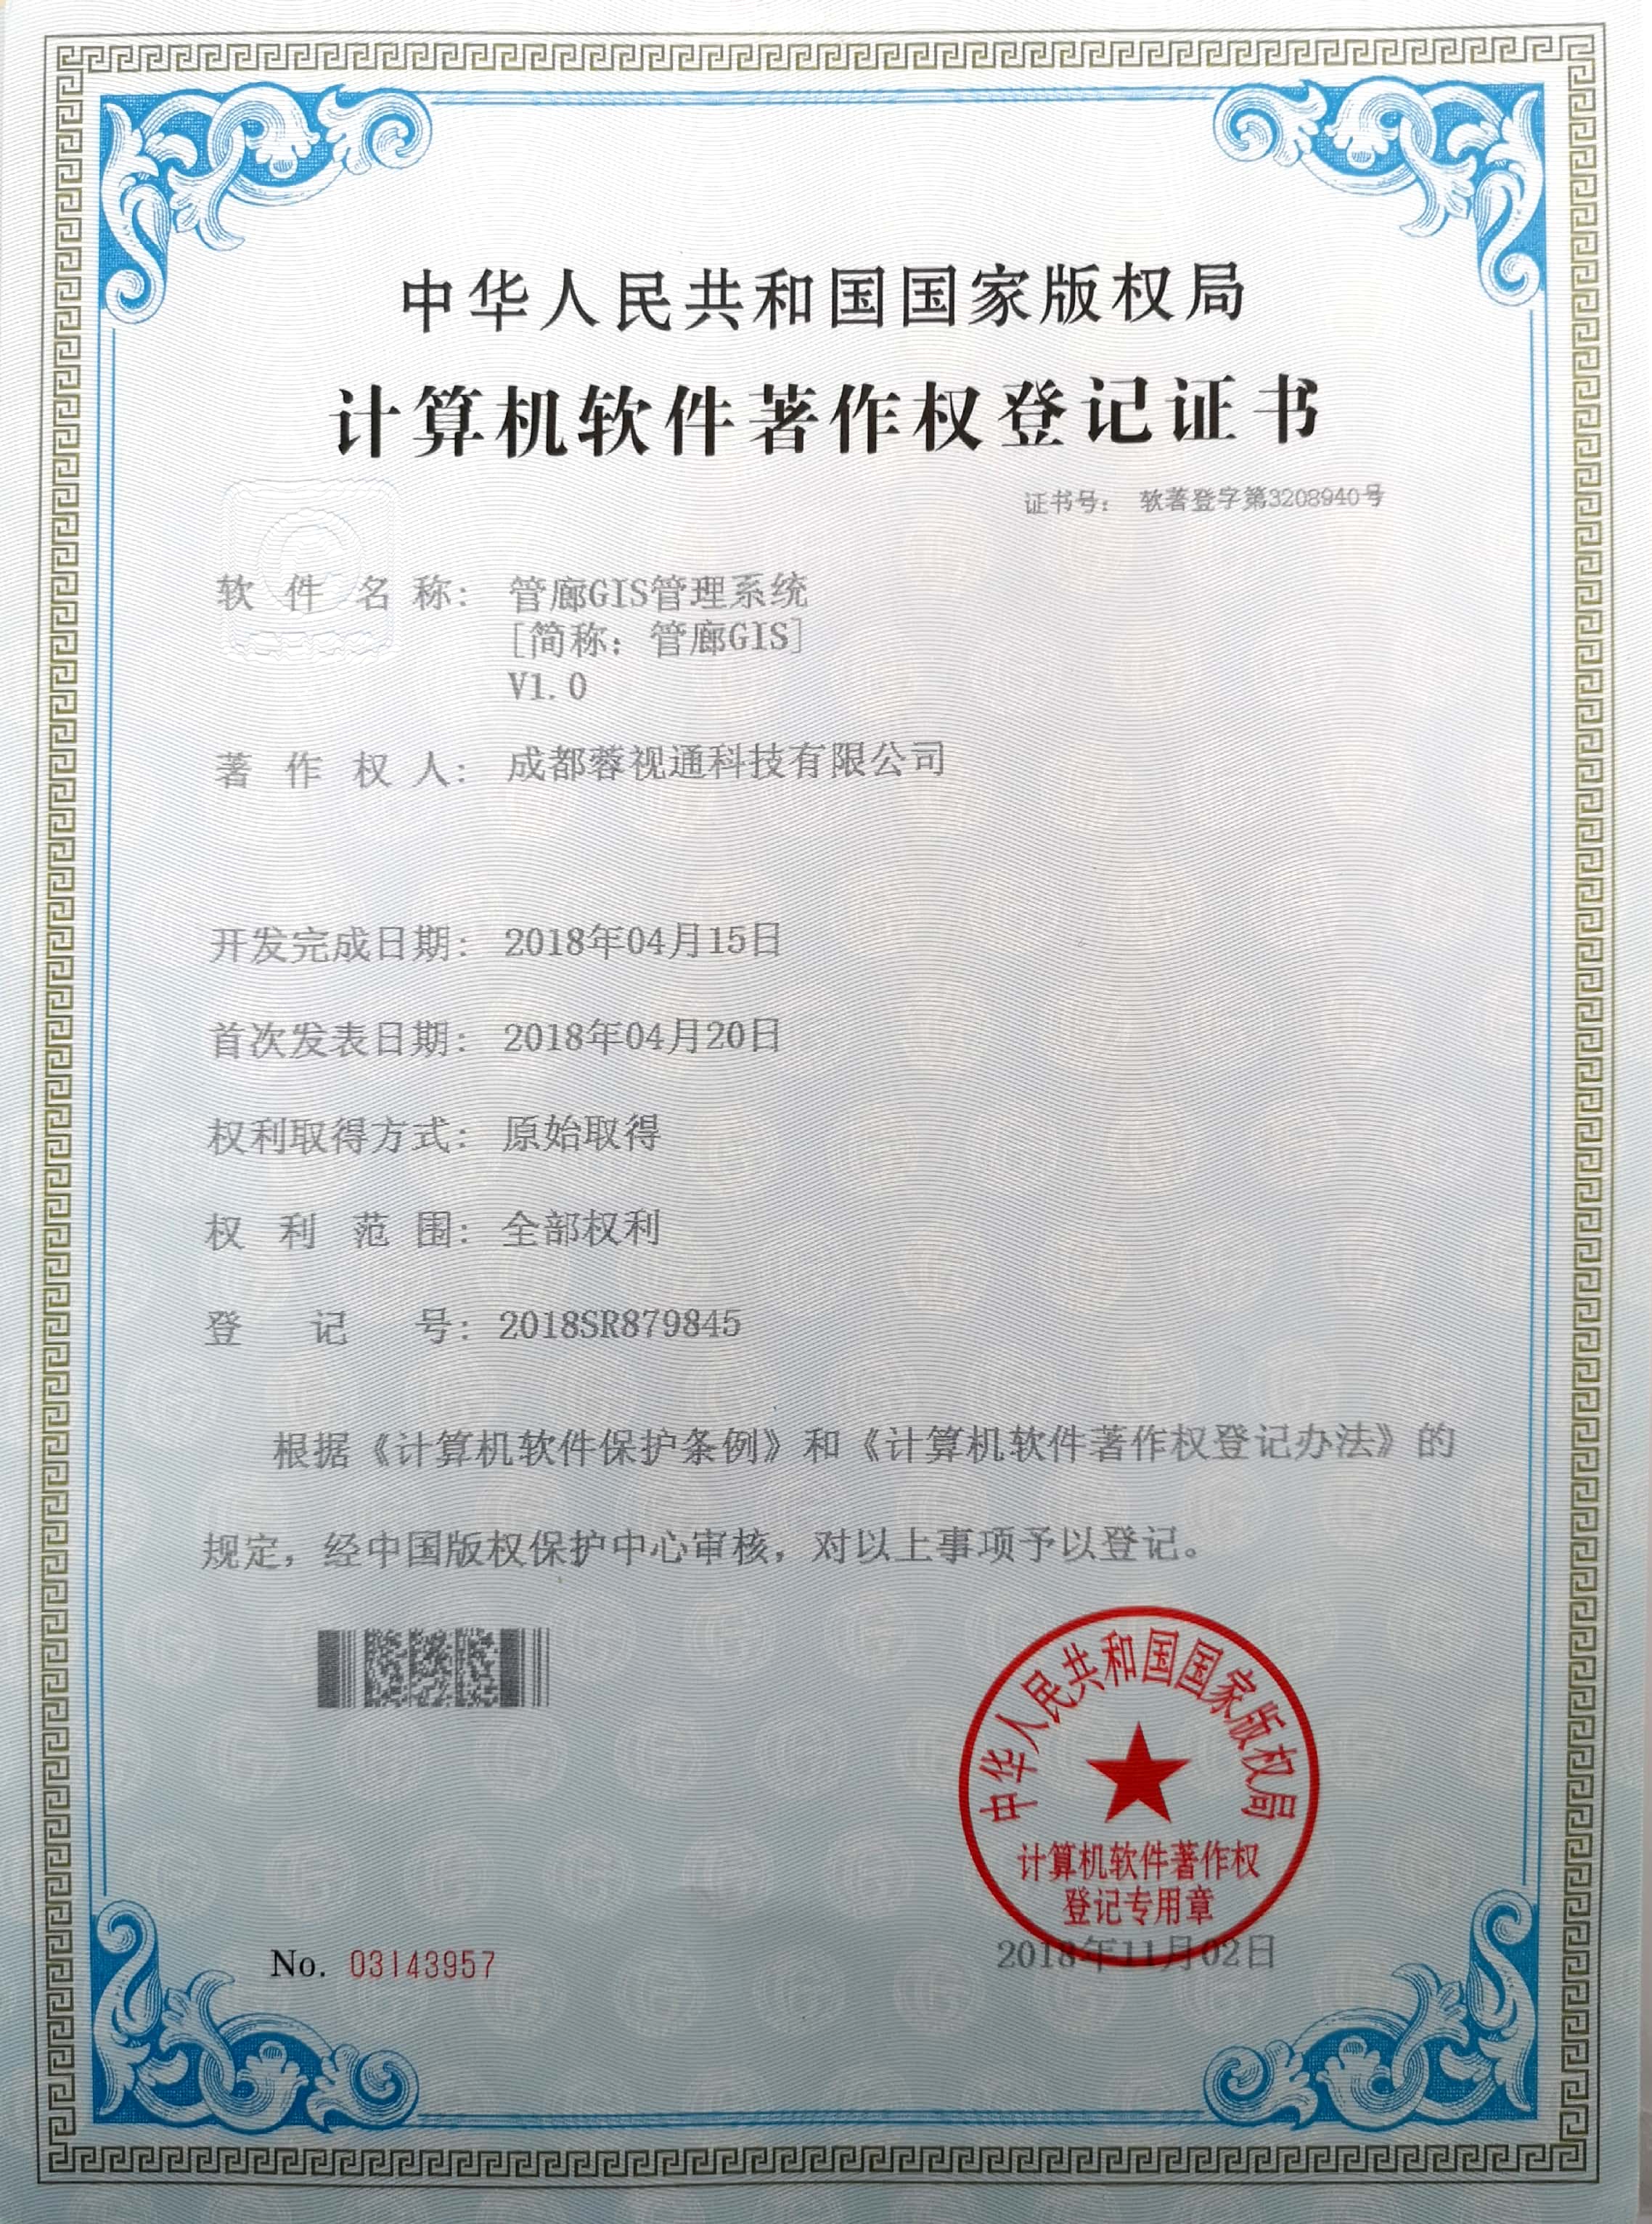 中华人民共和国国家版权局
计算机软件著作权登记证书
证书号： 软著登字第3208940号
软件名称： 管廊GIS管理系统
[简称：管廊GIS]
V1.0
著作权人： 成都蓉视通科技有限公司
开发完成日期： 2018年04月15日
首次发表日期： 2018年04月20日
权利取得方式： 原始取得
权利范围： 全部权利
登记号： 2018SR879845
根据《计算机软件保护条例》和《计算机软件著作权登记办法》的
规定，经中国版权保护中心审核，对以上事项予以登记。
中华人民共和国国家版权局
计算机软件著作权
登记专用章
No. 03143957
2018年11月02日